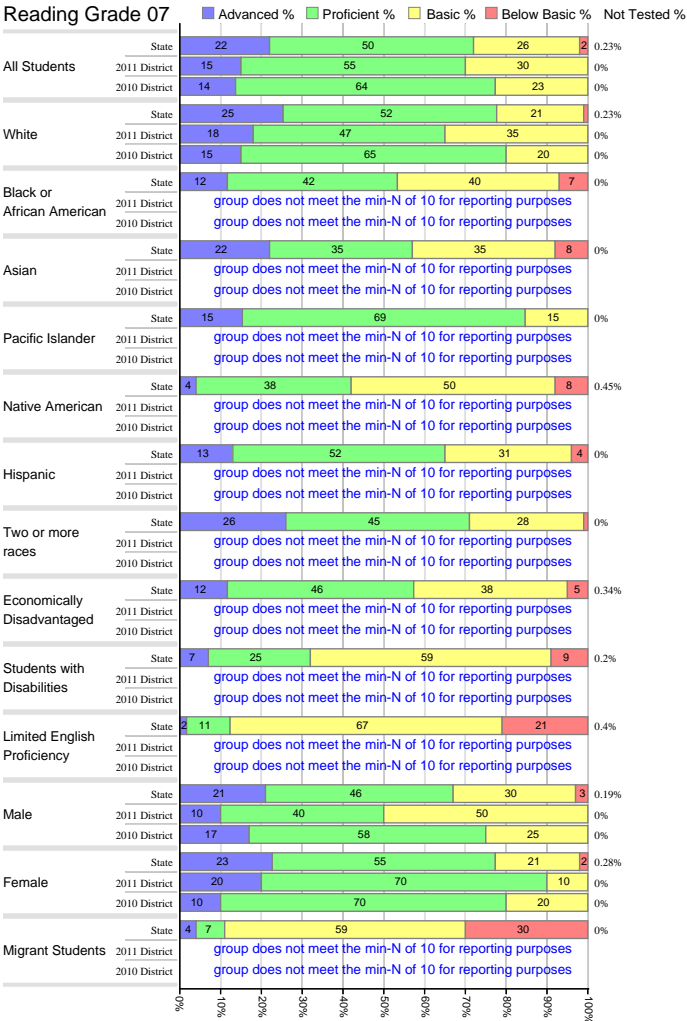 Reading Grade 07
Advanced % Proficient % Basic % Below Basic % Not Tested %
All Students
State 22 50 26 2 0.23%
2011 District 15 55 30 0%
2010 District 14 64 23 0%
White
State 25 52 21 0.23%
2011 District 18 47 35 0%
2010 District 15 65 20 0%
Black or
African American
State 12 42 40 7 0%
2011 District group does not meet the min-N of 10 for reporting purposes
2010 District group does not meet the min-N of 10 for reporting purposes
Asian
State 22 35 35 8 0%
2011 District group does not meet the min-N of 10 for reporting purposes
2010 District group does not meet the min-N of 10 for reporting purposes
Pacific Islander
State 15 69 15 0%
2011 District group does not meet the min-N of 10 for reporting purposes
2010 District group does not meet the min-N of 10 for reporting purposes
Native American
State 4 38 50 8 0.45%
2011 District group does not meet the min-N of 10 for reporting purposes
2010 District group does not meet the min-N of 10 for reporting purposes
Hispanic
State 13 52 31 4 0%
2011 District group does not meet the min-N of 10 for reporting purposes
2010 District group does not meet the min-N of 10 for reporting purposes
Two or more
races
State 26 45 28 0%
2011 District group does not meet the min-N of 10 for reporting purposes
2010 District group does not meet the min-N of 10 for reporting purposes
Economically
Disadvantaged
State 12 46 38 5 0.34%
2011 District group does not meet the min-N of 10 for reporting purposes
2010 District group does not meet the min-N of 10 for reporting purposes
Students with
Disabilities
State 7 25 59 9 0.2%
2011 District group does not meet the min-N of 10 for reporting purposes
2010 District group does not meet the min-N of 10 for reporting purposes
Limited English
Proficiency
State 2 11 67 21 0.4%
2011 District group does not meet the min-N of 10 for reporting purposes
2010 District group does not meet the min-N of 10 for reporting purposes
Male
State 21 46 30 3 0.19%
2011 District 10 40 50 0%
2010 District 17 58 25 0%
Female
State 23 55 21 2 0.28%
2011 District 20 70 10 0%
2010 District 10 70 20 0%
Migrant Students
State 4 7 59 30 0%
2011 District group does not meet the min-N of 10 for reporting purposes
2010 District group does not meet the min-N of 10 for reporting purposes
0% 10% 20% 30% 40% 50% 60% 70% 80% 90% 100%